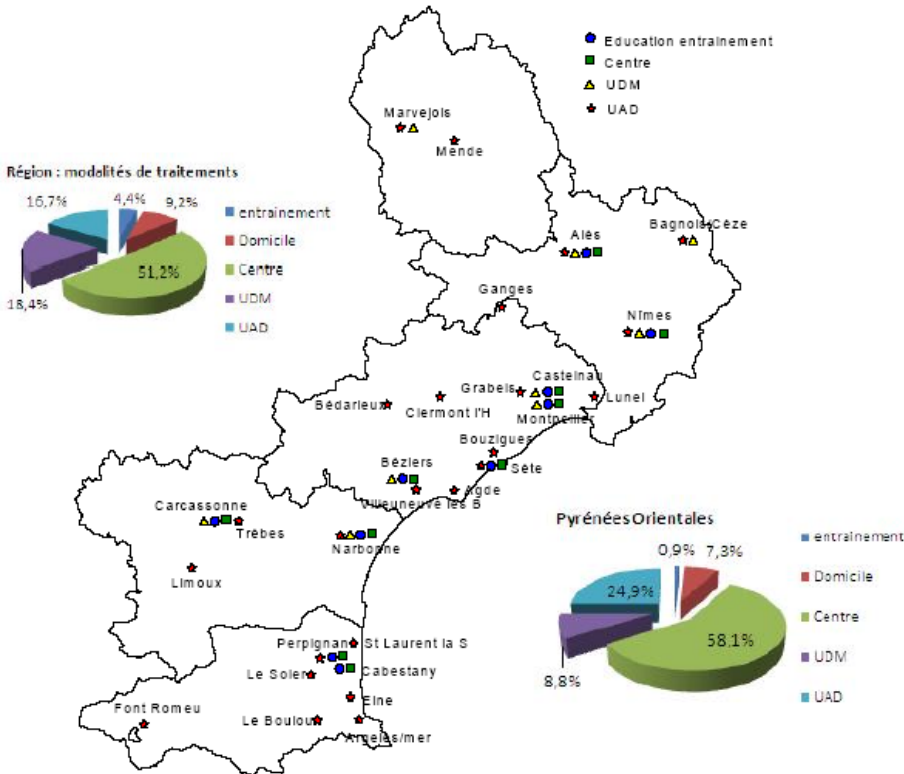 Education entrainement
Centre
UDM
UAD
Marvejols
Mende
Région : modalités de traitements
16,7%
4,4%
9,2%
51,2%
18,4%
entrainement
Domicile
Centre
UDM
UAD
Alès
Bagnols/Cèze
Ganges
Nîmes
Castelnau
Grabels
Lunel
Bédarieux
Clermont l'H
Montpellier
Bouzigues
Sète
Béziers
Agde
Villeuneuve les B
Carcassonne
Trèbes
Narbonne
Limoux
Pyrénées Orientales
0,9%
7,3%
24,9%
58,1%
8,8%
entrainement
Domicile
Centre
UDM
UAD
Perpignan
St Laurent la S
Le Soler
Cabestany
Elne
Font Romeu
Le Boulou
Argelès/mer